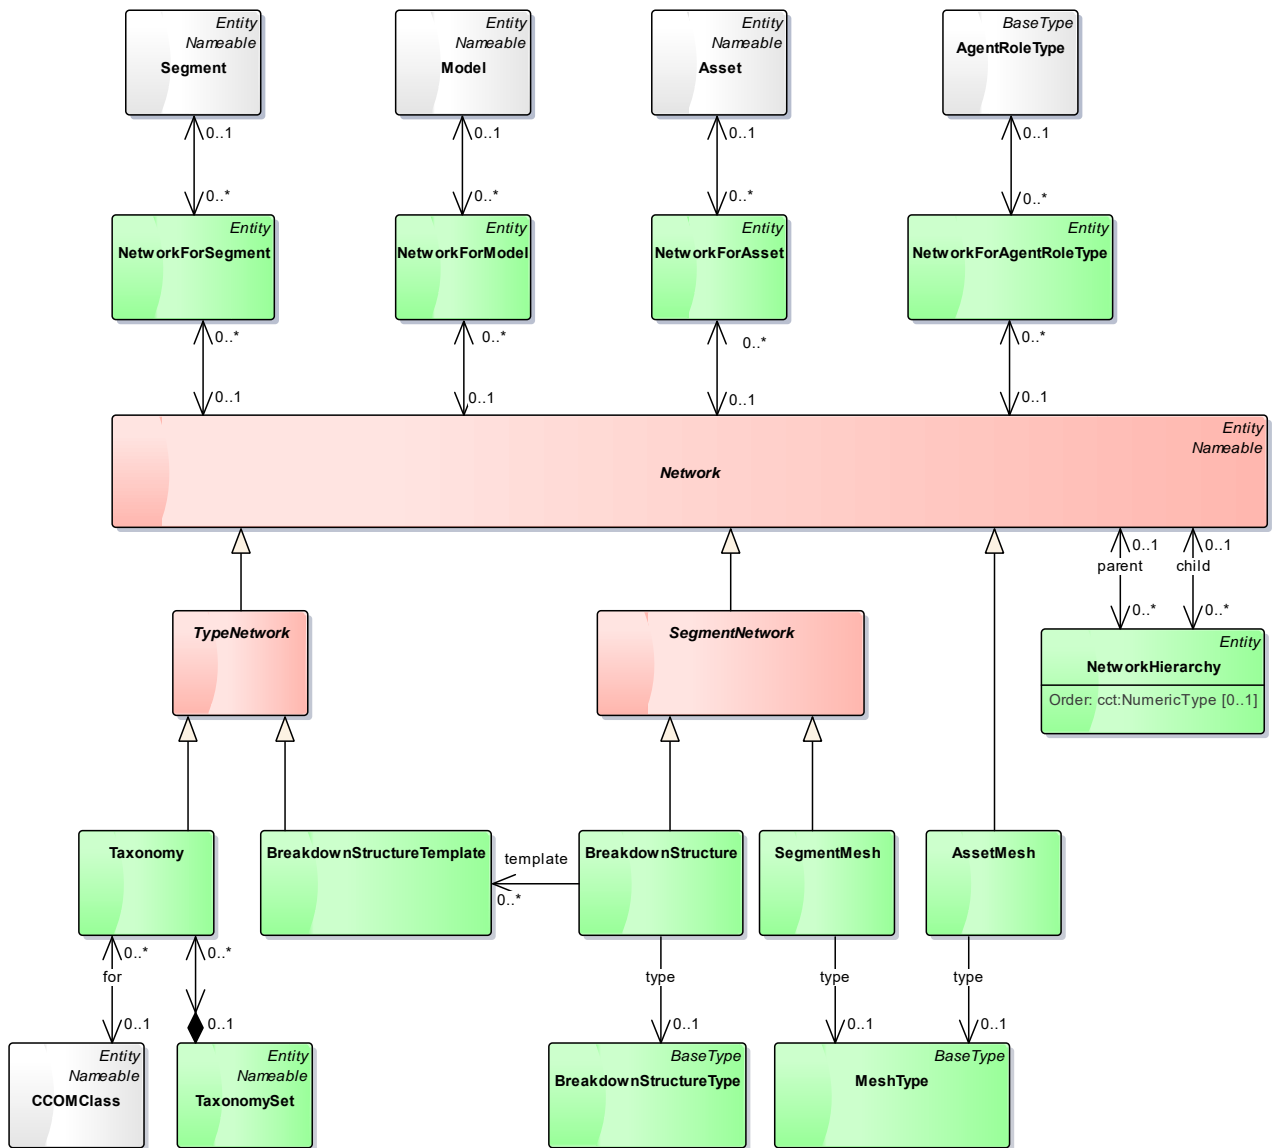 Entity
Nameable
Segment
Entity
Nameable
Model
Entity
Nameable
Asset
BaseType
AgentRoleType
0..1
0..1
0..1
0..1
0..*
0..*
0..*
0..*
Entity
NetworkForSegment
Entity
NetworkForModel
Entity
NetworkForAsset
Entity
NetworkForAgentRoleType
0..*
0..*
0..*
0..*
0..1
0..1
0..1
0..1
Entity
Nameable
Network
0..1
0..1
parent
child
0..*
0..*
TypeNetwork
SegmentNetwork
Entity
NetworkHierarchy
Order: cct:NumericType [0..1]
Taxonomy
BreakdownStructureTemplate
template
0..*
BreakdownStructure
SegmentMesh
AssetMesh
0..*
0..*
for
type
type
type
0..1
0..1
0..1
0..1
0..1
Entity
Nameable
CCOMClass
Entity
Nameable
TaxonomySet
BaseType
BreakdownStructureType
BaseType
MeshType